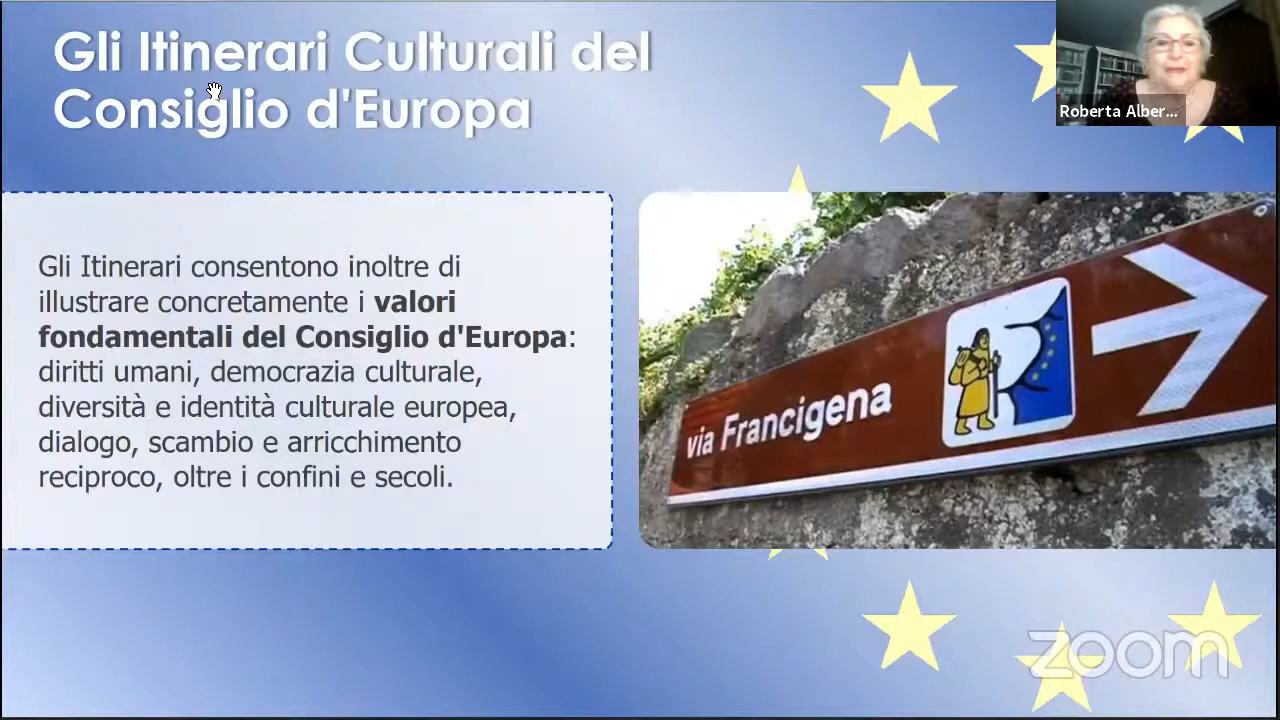 Gli Itinerari Culturali del
Consiglio d'Europa
Roberta Alber...
Gli Itinerari consentono inoltre di
illustrare concretamente i valori
fondamentali del Consiglio d'Europa:
diritti umani, democrazia culturale,
diversità e identità culturale europea,
dialogo, scambio e arricchimento
reciproco, oltre i confini e secoli.
via Francigena
zoom